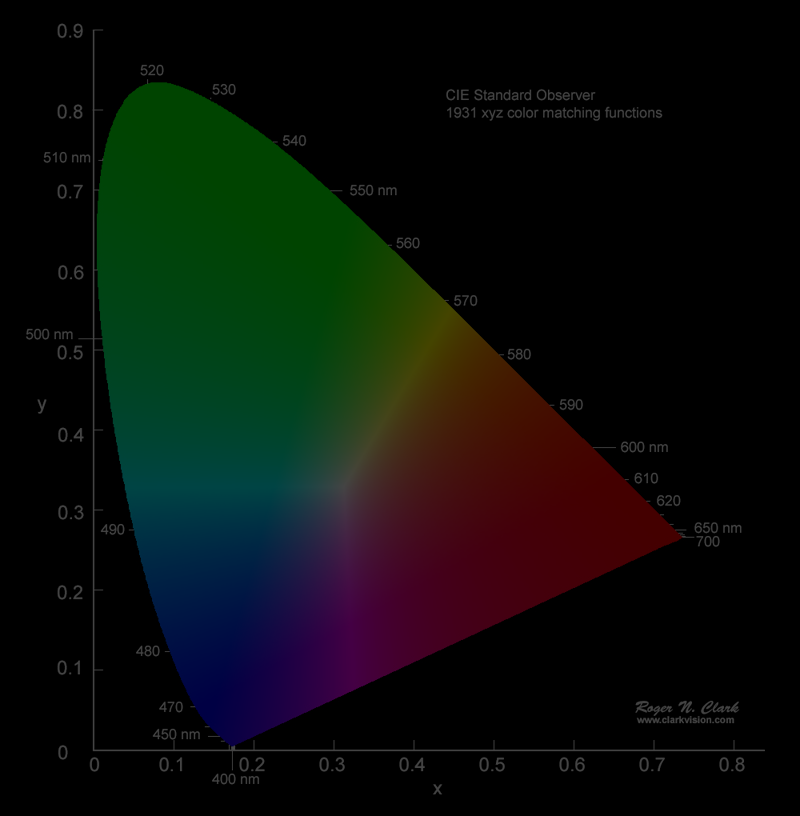 0.9
520
530
CIE Standard Observer
1931 xyz color matching functions
0.8
540
510 nm
0.7
550 nm
560
0.6
570
500 nm
0.5
580
y
590
0.4
600 nm
610
620
0.3
490
650 nm
700
0.2
480
0.1
470
Roger N. Clark
www.clarkvision.com
450 nm
0
0 0.1 0.2 0.3 0.4 0.5 0.6 0.7 0.8
400 nm
x